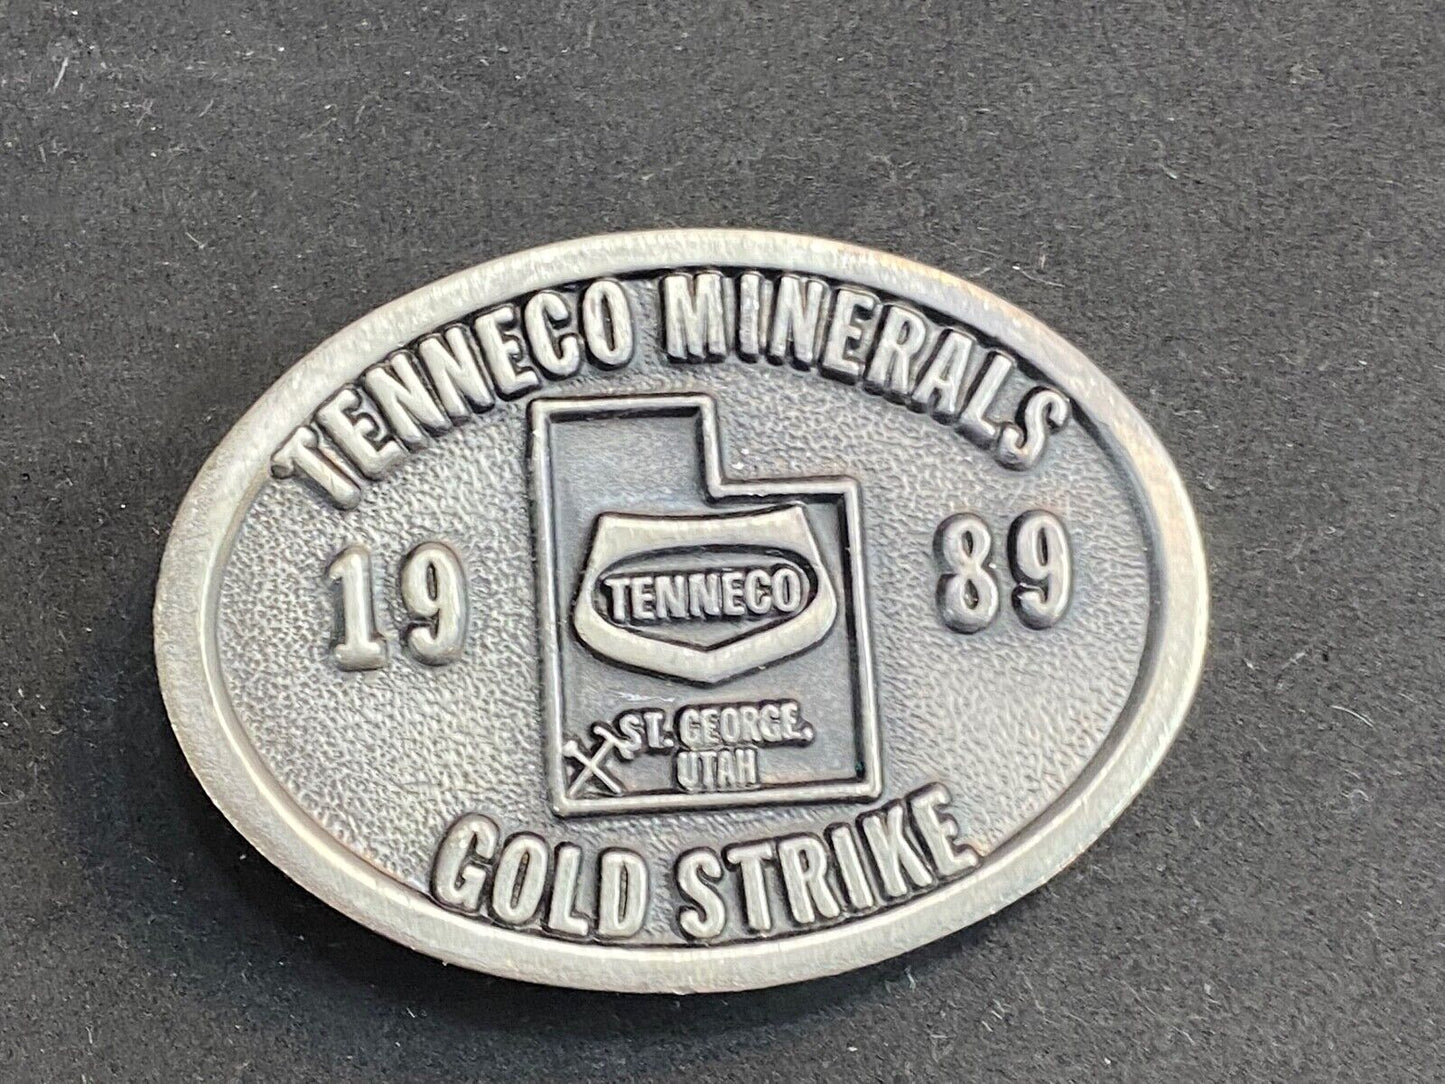 TENNECO MINERALS
19 89
TENNECO
ST. GEORGE,
UTAH
GOLD STRIKE